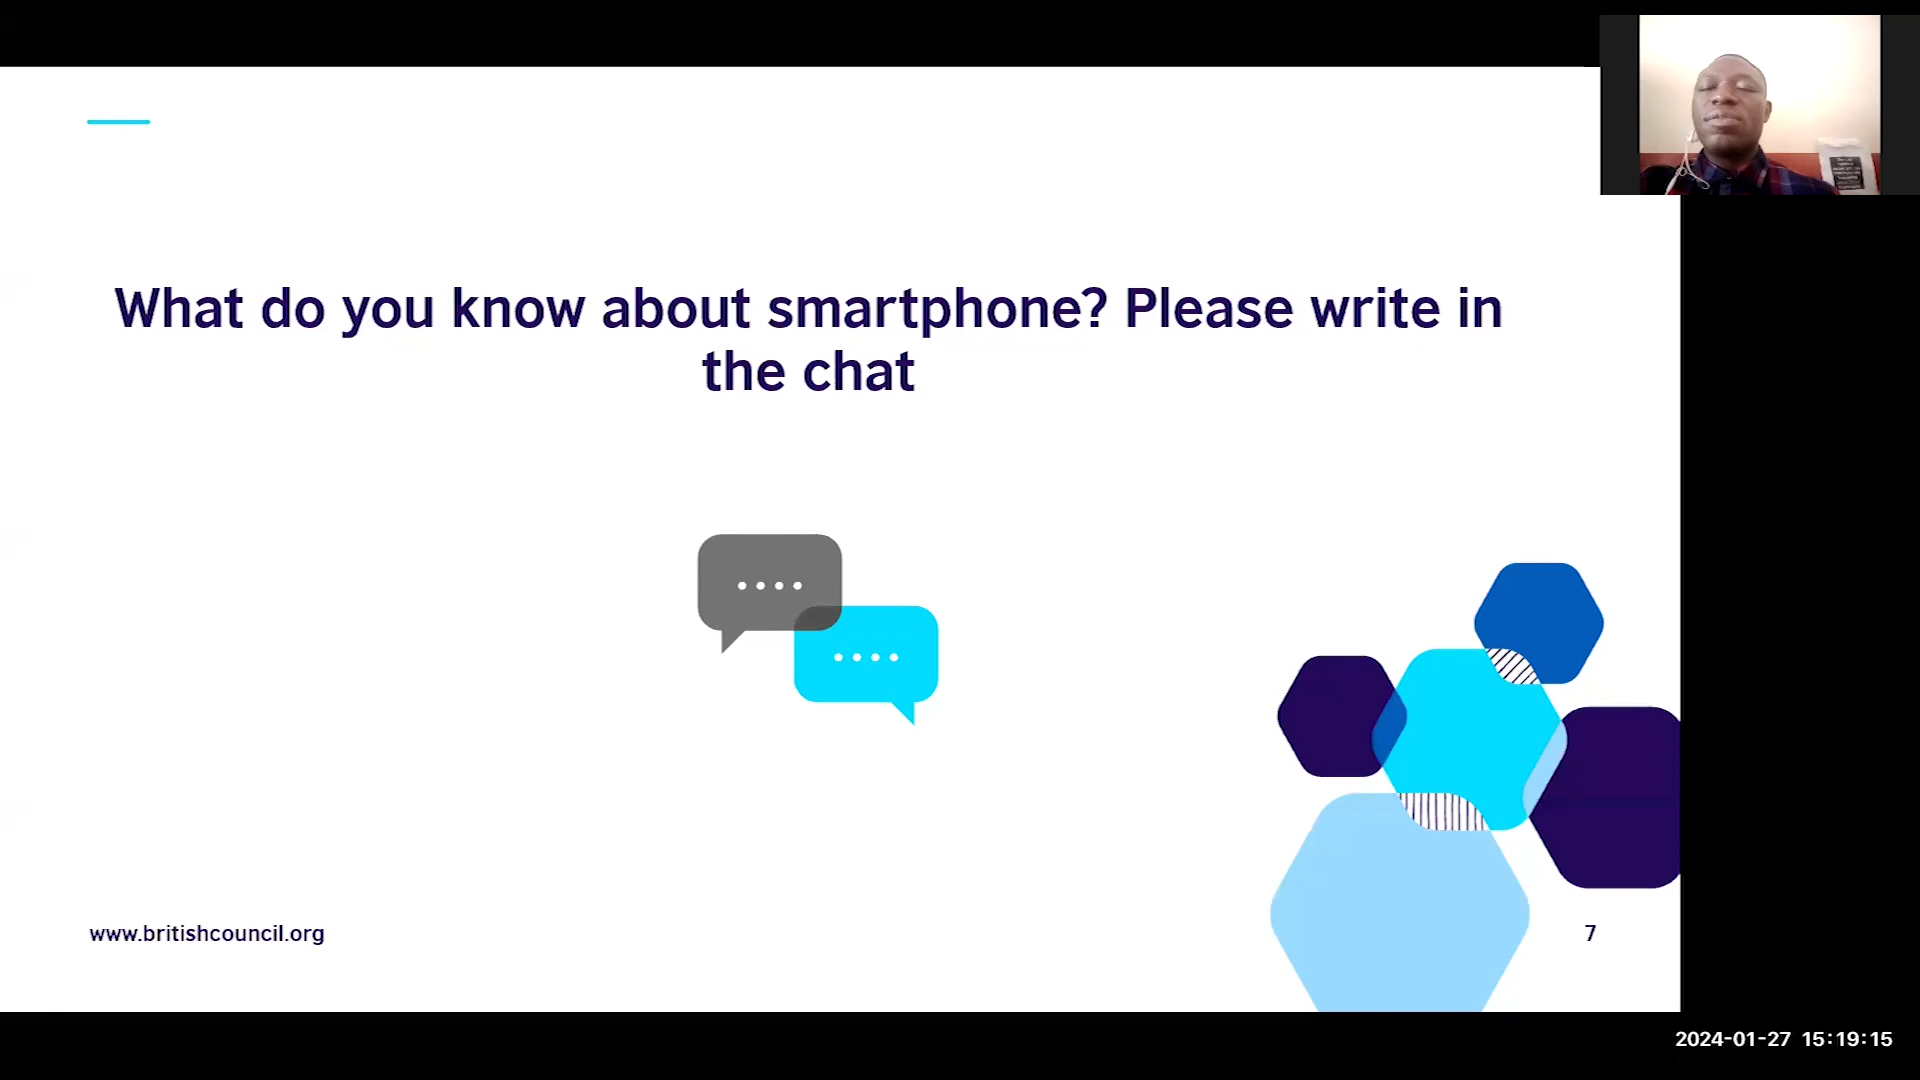 What do you know about smartphone? Please write in
the chat
www.britishcouncil.org
7
2024-01-27 15:19:15